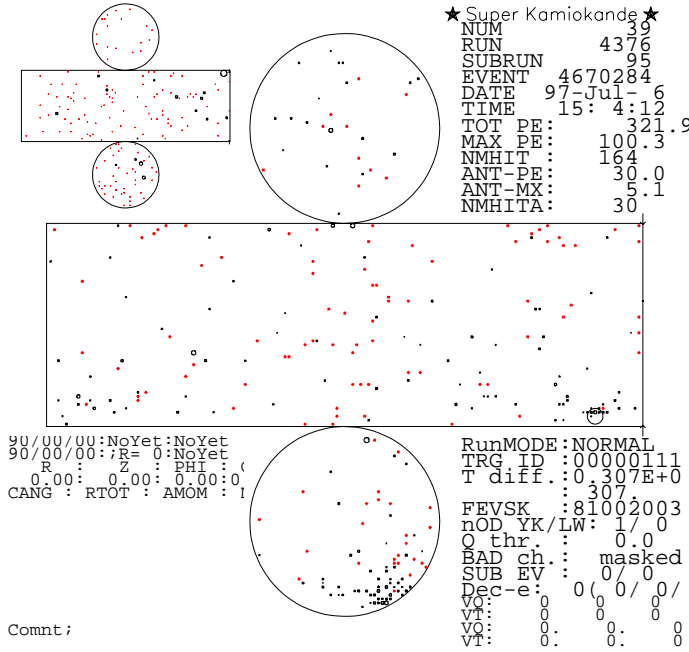 ★ Super Kamiokande ★
NUM 39
RUN 4376
SUBRUN 95
EVENT 4670284
DATE 97-Jul- 6
TIME 15: 4:12
TOT PE: 321.9
MAX PE: 100.3
NMHIT : 164
ANT-PE: 30.0
ANT-MX: 5.1
NMHITA: 30
90/00/00:NoYet:NoYet
90/00/00:;R= 0:NoYet
R : Z : PHI :
0.00: 0.00: 0.00:0
CANG : RTOT : AMOM :
RunMODE:NORMAL
TRG ID :00000111
T diff.:0.307E+0
: 307.
FEVSK :81002003
nOD YK/LW: 1/ 0
Q thr. : 0.0
BAD ch.: masked
SUB EV : 0/ 0
Dec-e: 0( 0/ 0/
VQ: 0 0 0
VT: 0 0 0
VQ: 0. 0. 0
VT: 0. 0. 0
Comnt;